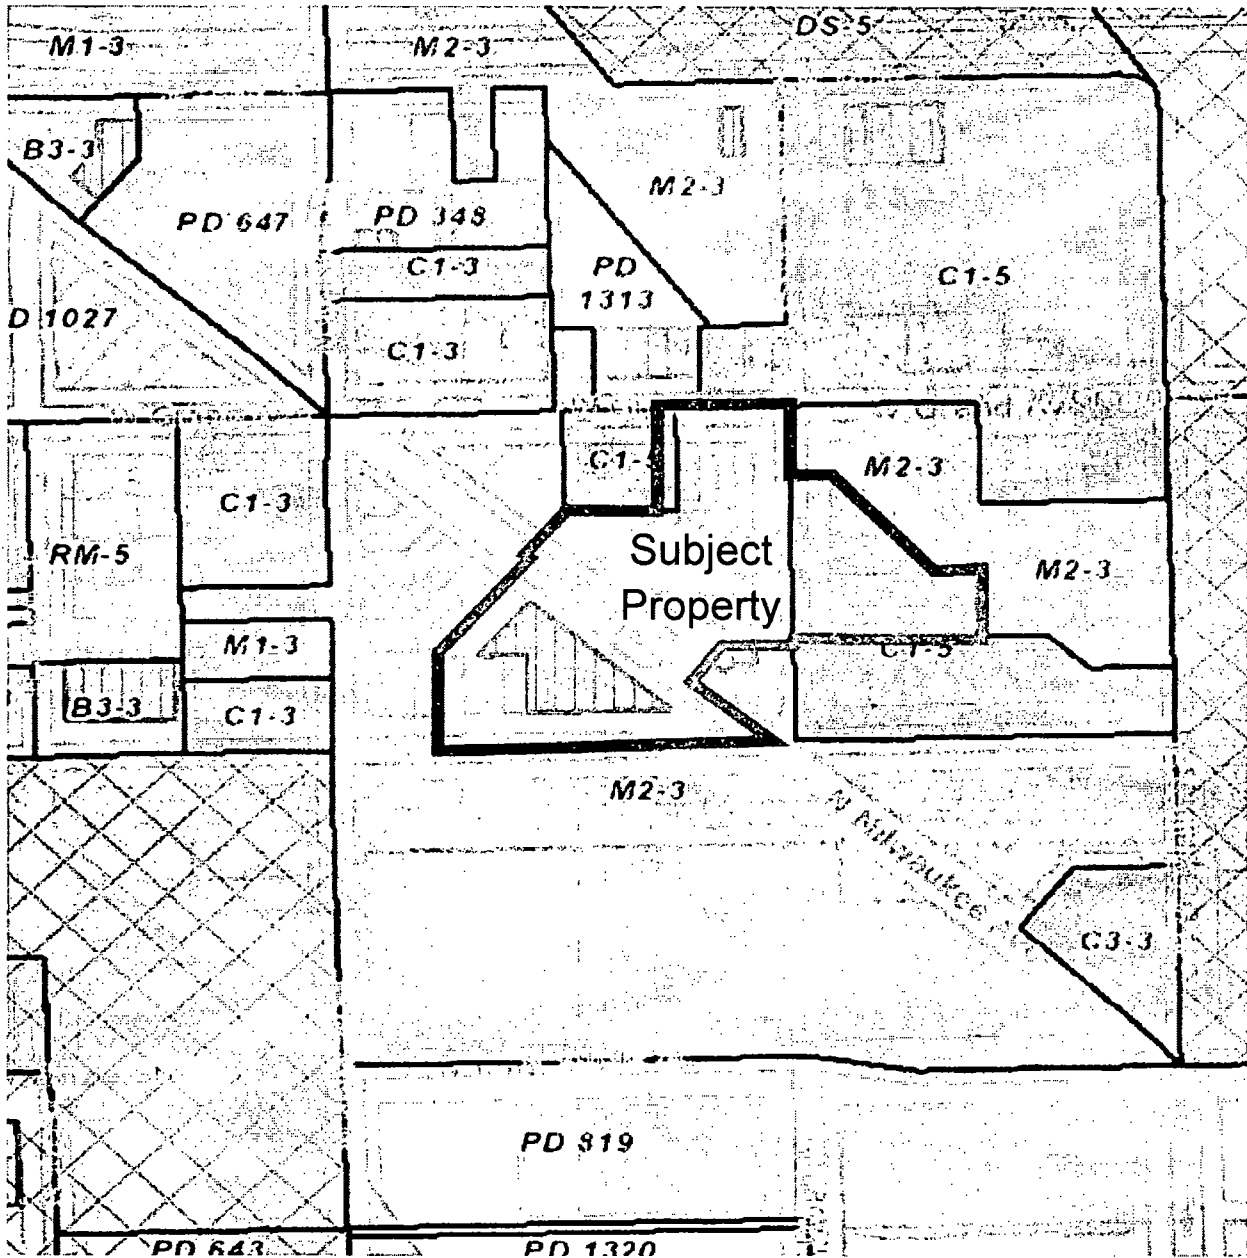 M1-3
M2-3
DS-5
B3-3
M2-3
PD 647
PD 348
C1-3
PD
1313
C1-5
D 1027
C1-3
C1-
M2-3
C1-3
Subject
Property
RM-5
M2-3
M1-3
C1-5
B3-3
C1-3
M2-3
N Milwaukee
C3-3
PD 819
PD 643
PD 1320